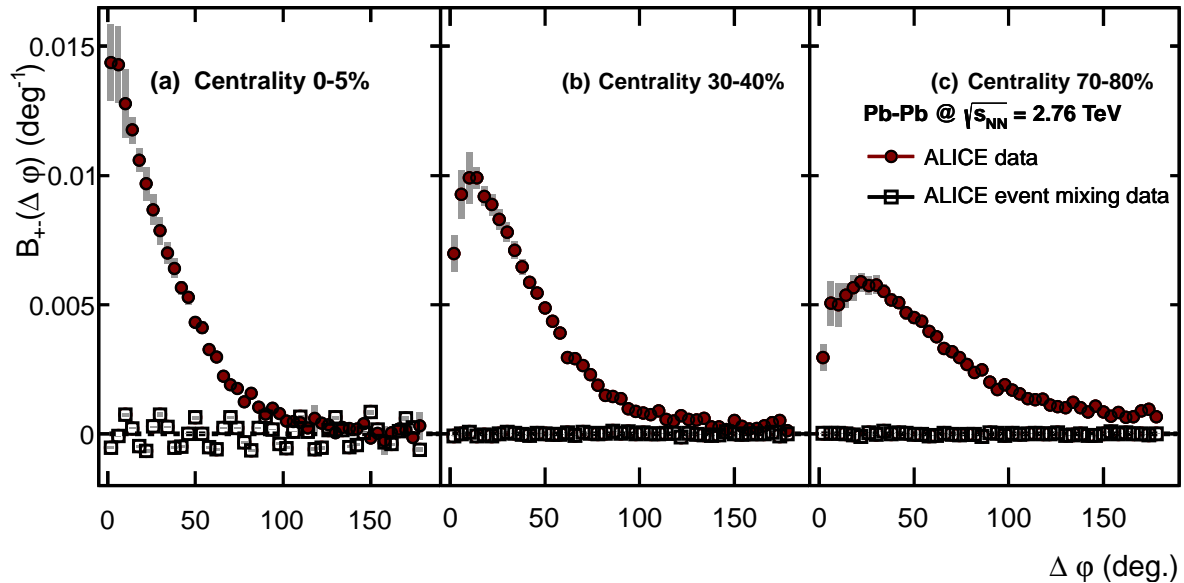 B+-(Δ φ) (deg-1)
0.015
0.01
0.005
0
(a) Centrality 0-5%
(b) Centrality 30-40%
(c) Centrality 70-80%
Pb-Pb @ √sNN = 2.76 TeV
ALICE data
ALICE event mixing data
0 50 100 150
0 50 100 150
0 50 100 150
Δ φ (deg.)